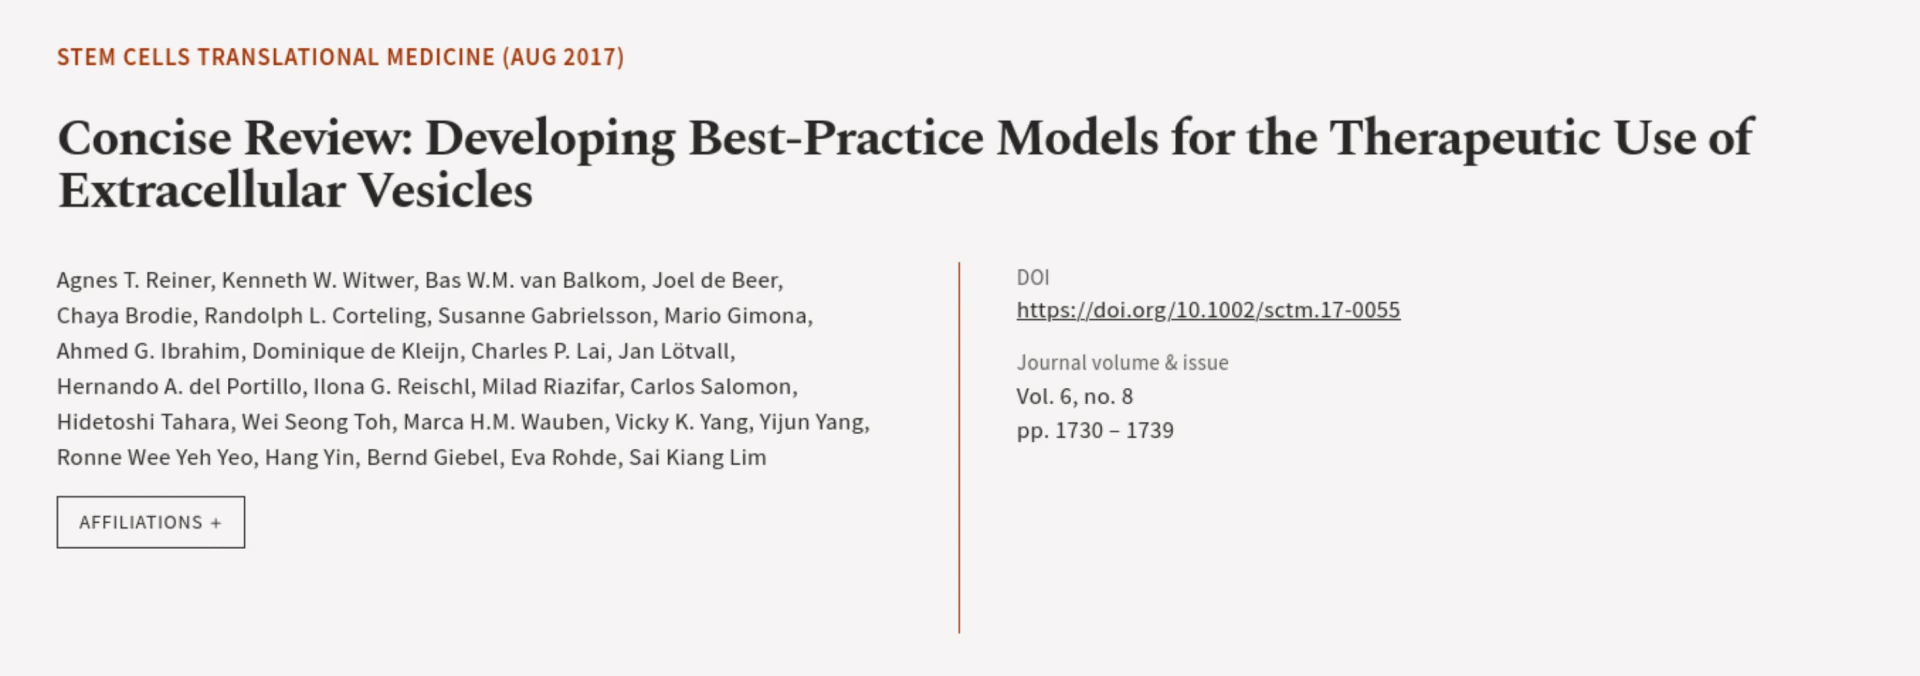 STEM CELLS TRANSLATIONAL MEDICINE (AUG 2017)
Concise Review: Developing Best-Practice Models for the Therapeutic Use of
Extracellular Vesicles
Agnes T. Reiner, Kenneth W. Witwer, Bas W.M. van Balkom, Joel de Beer,
Chaya Brodie, Randolph L. Corteling, Susanne Gabrielsson, Mario Gimona,
Ahmed G. Ibrahim, Dominique de Kleijn, Charles P. Lai, Jan Lötvall,
Hernando A. del Portillo, Ilona G. Reischl, Milad Riazifar, Carlos Salomon,
Hidetoshi Tahara, Wei Seong Toh, Marca H.M. Wauben, Vicky K. Yang, Yijun Yang,
Ronne Wee Yeh Yeo, Hang Yin, Bernd Giebel, Eva Rohde, Sai Kiang Lim
AFFILIATIONS +
DOI
https://doi.org/10.1002/sctm.17-0055
Journal volume & issue
Vol. 6, no. 8
pp. 1730 – 1739